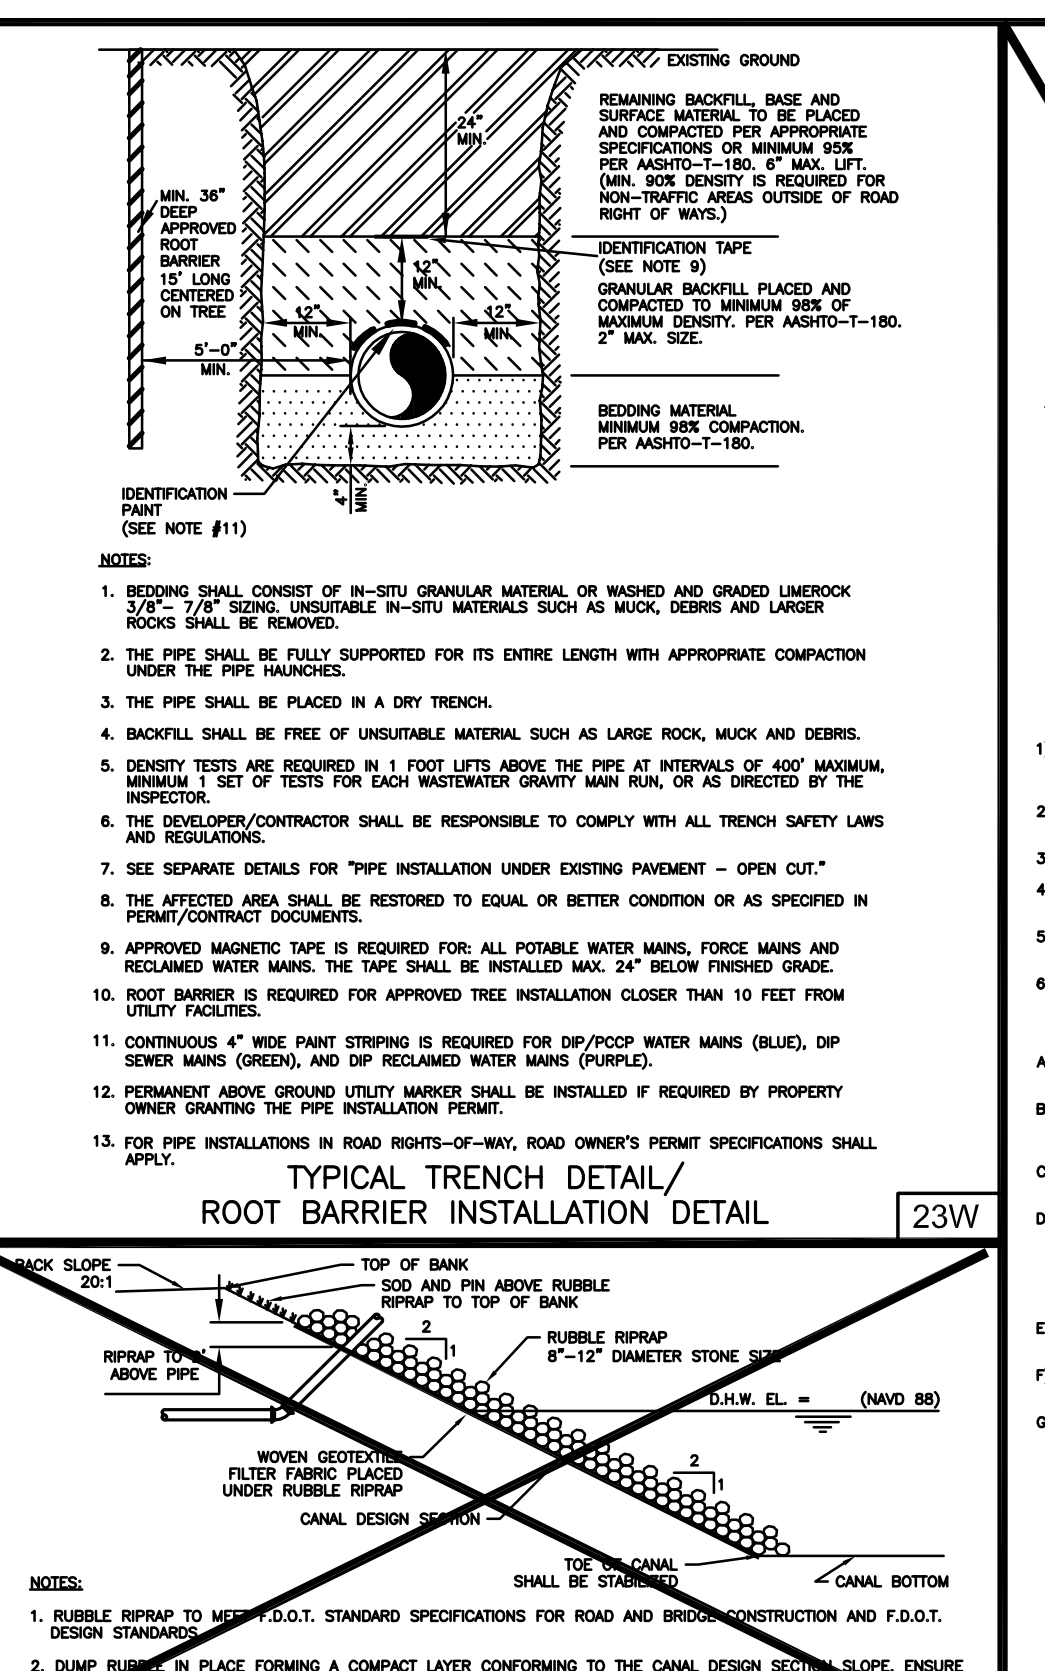 EXISTING GROUND
REMAINING BACKFILL, BASE AND
SURFACE MATERIAL TO BE PLACED
AND COMPACTED PER APPROPRIATE
SPECIFICATIONS OR MINIMUM 95%
PER AASHTO-T-180. 6" MAX. LIFT.
(MIN. 90% DENSITY IS REQUIRED FOR
NON-TRAFFIC AREAS OUTSIDE OF ROAD
RIGHT OF WAYS.)
24"
MIN.
MIN. 36"
DEEP
APPROVED
ROOT
BARRIER
15' LONG
CENTERED
ON TREE
IDENTIFICATION TAPE
(SEE NOTE 9)
GRANULAR BACKFILL PLACED AND
COMPACTED TO MINIMUM 98% OF
MAXIMUM DENSITY. PER AASHTO-T-180.
2" MAX. SIZE.
12"
MIN.
12"
MIN.
12"
MIN.
5'-0"
MIN.
BEDDING MATERIAL
MINIMUM 98% COMPACTION.
PER AASHTO-T-180.
4"
MIN.
IDENTIFICATION
PAINT
(SEE NOTE #11)
NOTES:
1. BEDDING SHALL CONSIST OF IN-SITU GRANULAR MATERIAL OR WASHED AND GRADED LIMEROCK
3/8"- 7/8" SIZING. UNSUITABLE IN-SITU MATERIALS SUCH AS MUCK, DEBRIS AND LARGER
ROCKS SHALL BE REMOVED.
2. THE PIPE SHALL BE FULLY SUPPORTED FOR ITS ENTIRE LENGTH WITH APPROPRIATE COMPACTION
UNDER THE PIPE HAUNCHES.
3. THE PIPE SHALL BE PLACED IN A DRY TRENCH.
4. BACKFILL SHALL BE FREE OF UNSUITABLE MATERIAL SUCH AS LARGE ROCK, MUCK AND DEBRIS.
5. DENSITY TESTS ARE REQUIRED IN 1 FOOT LIFTS ABOVE THE PIPE AT INTERVALS OF 400' MAXIMUM,
MINIMUM 1 SET OF TESTS FOR EACH WASTEWATER GRAVITY MAIN RUN, OR AS DIRECTED BY THE
INSPECTOR.
6. THE DEVELOPER/CONTRACTOR SHALL BE RESPONSIBLE TO COMPLY WITH ALL TRENCH SAFETY LAWS
AND REGULATIONS.
7. SEE SEPARATE DETAILS FOR "PIPE INSTALLATION UNDER EXISTING PAVEMENT – OPEN CUT."
8. THE AFFECTED AREA SHALL BE RESTORED TO EQUAL OR BETTER CONDITION OR AS SPECIFIED IN
PERMIT/CONTRACT DOCUMENTS.
9. APPROVED MAGNETIC TAPE IS REQUIRED FOR: ALL POTABLE WATER MAINS, FORCE MAINS AND
RECLAIMED WATER MAINS. THE TAPE SHALL BE INSTALLED MAX. 24" BELOW FINISHED GRADE.
10. ROOT BARRIER IS REQUIRED FOR APPROVED TREE INSTALLATION CLOSER THAN 10 FEET FROM
UTILITY FACILITIES.
11. CONTINUOUS 4" WIDE PAINT STRIPING IS REQUIRED FOR DIP/PCCP WATER MAINS (BLUE), DIP
SEWER MAINS (GREEN), AND DIP RECLAIMED WATER MAINS (PURPLE).
12. PERMANENT ABOVE GROUND UTILITY MARKER SHALL BE INSTALLED IF REQUIRED BY PROPERTY
OWNER GRANTING THE PIPE INSTALLATION PERMIT.
13. FOR PIPE INSTALLATIONS IN ROAD RIGHTS-OF-WAY, ROAD OWNER'S PERMIT SPECIFICATIONS SHALL
APPLY.
TYPICAL TRENCH DETAIL/
ROOT BARRIER INSTALLATION DETAIL
23W
BACK SLOPE
20:1
TOP OF BANK
SOD AND PIN ABOVE RUBBLE
RIPRAP TO TOP OF BANK
2
1
RUBBLE RIPRAP
8"-12" DIAMETER STONE SIZE
RIPRAP TO
ABOVE PIPE
D.H.W. EL. = (NAVD 88)
WOVEN GEOTEXTILE
FILTER FABRIC PLACED
UNDER RUBBLE RIPRAP
2
1
CANAL DESIGN SECTION
TOE OF CANAL
SHALL BE STABILIZED
CANAL BOTTOM
NOTES:
1. RUBBLE RIPRAP TO MEET F.D.O.T. STANDARD SPECIFICATIONS FOR ROAD AND BRIDGE CONSTRUCTION AND F.D.O.T.
DESIGN STANDARDS.
2. DUMP RUBBLE IN PLACE FORMING A COMPACT LAYER CONFORMING TO THE CANAL DESIGN SECTION SLOPE. ENSURE
1
2
3
4
5
6
A
B
C
D
E
F
G